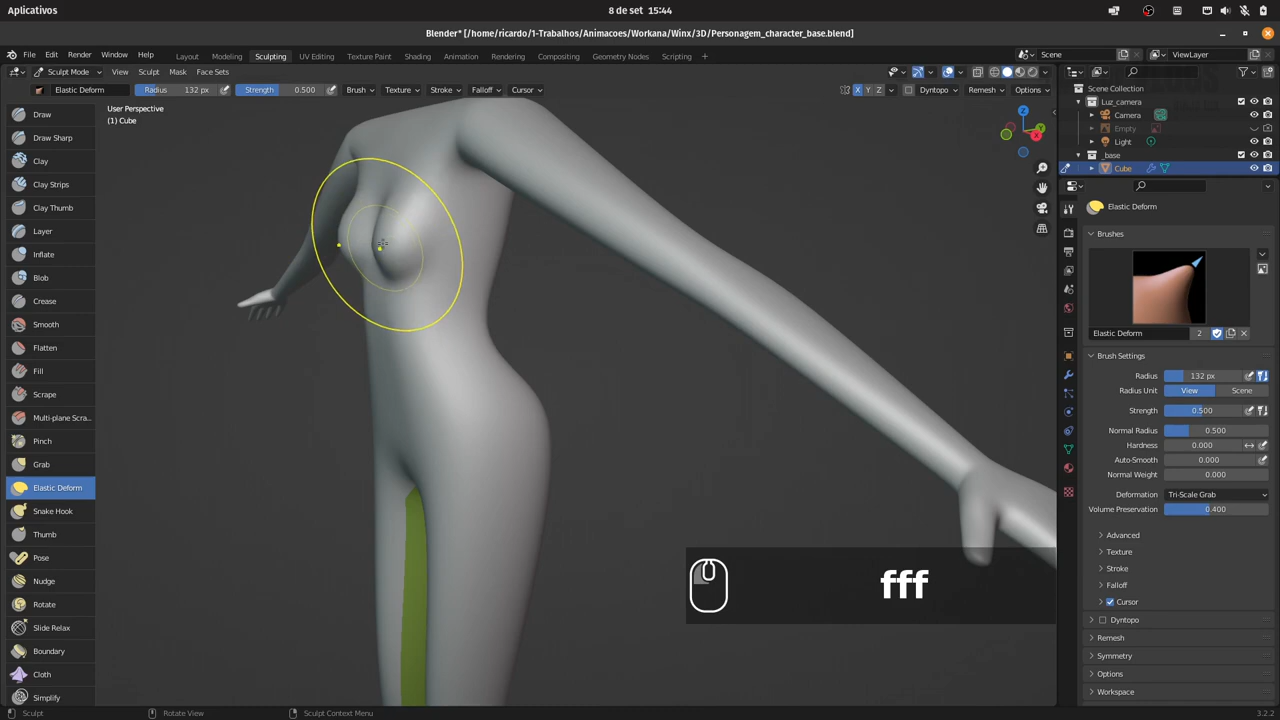 Aplicativos
8 de set  15:44
Blender* [/home/ricardo/1-Trabalhos/Animacoes/Workana/Winx/3D/Personagem_character_base.blend]
File Edit Render Window Help
Layout Modeling Sculpting UV Editing Texture Paint Shading Animation Rendering Compositing Geometry Nodes Scripting +
Scene
ViewLayer
Sculpt Mode View Sculpt Mask Face Sets
Elastic Deform Radius 132 px Strength 0.500 Brush Texture Stroke Falloff Cursor
X Y Z Dyntopo Remesh Options
User Perspective
(1) Cube
Draw
Draw Sharp
Clay
Clay Strips
Clay Thumb
Layer
Inflate
Blob
Crease
Smooth
Flatten
Fill
Scrape
Multi-plane Scra...
Pinch
Grab
Elastic Deform
Snake Hook
Thumb
Pose
Nudge
Rotate
Slide Relax
Boundary
Cloth
Simplify
Z
Y
X
fff
Scene Collection
Luz_camera
Camera
Empty
Light
_base
Cube
Elastic Deform
Brushes
Elastic Deform 2
Brush Settings
Radius 132 px
Radius Unit View Scene
Strength 0.500
Normal Radius 0.500
Hardness 0.000
Auto-Smooth 0.000
Normal Weight 0.000
Deformation Tri-Scale Grab
Volume Preservation 0.400
Advanced
Texture
Stroke
Falloff
Cursor
Dyntopo
Remesh
Symmetry
Options
Workspace
Sculpt
Rotate View
Sculpt Context Menu
3.2.2